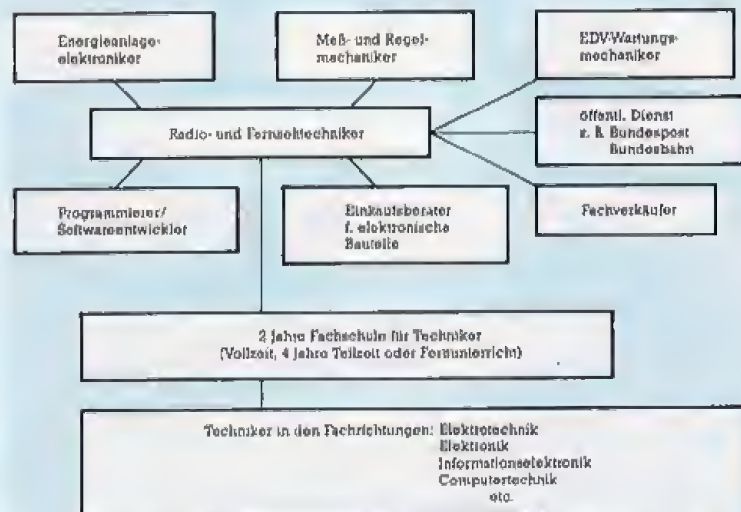 Energieanlage-
elektroniker
Meß- und Regel-
mechaniker
EDV-Wartungs-
mechaniker
Radio- und Fernsehtechniker
öffentl. Dienst
z. B. Bundespost
Bundesbahn
Programmierer/
Softwareentwickler
Einkaufsberater
f. elektronische
Bauteile
Fachverkäufer
2 Jahre Fachschule für Techniker
(Vollzeit, 4 Jahre Teilzeit oder Fernunterricht)
Techniker in den Fachrichtungen: Elektrotechnik
Elektronik
Informationselektronik
Computertechnik
etc.